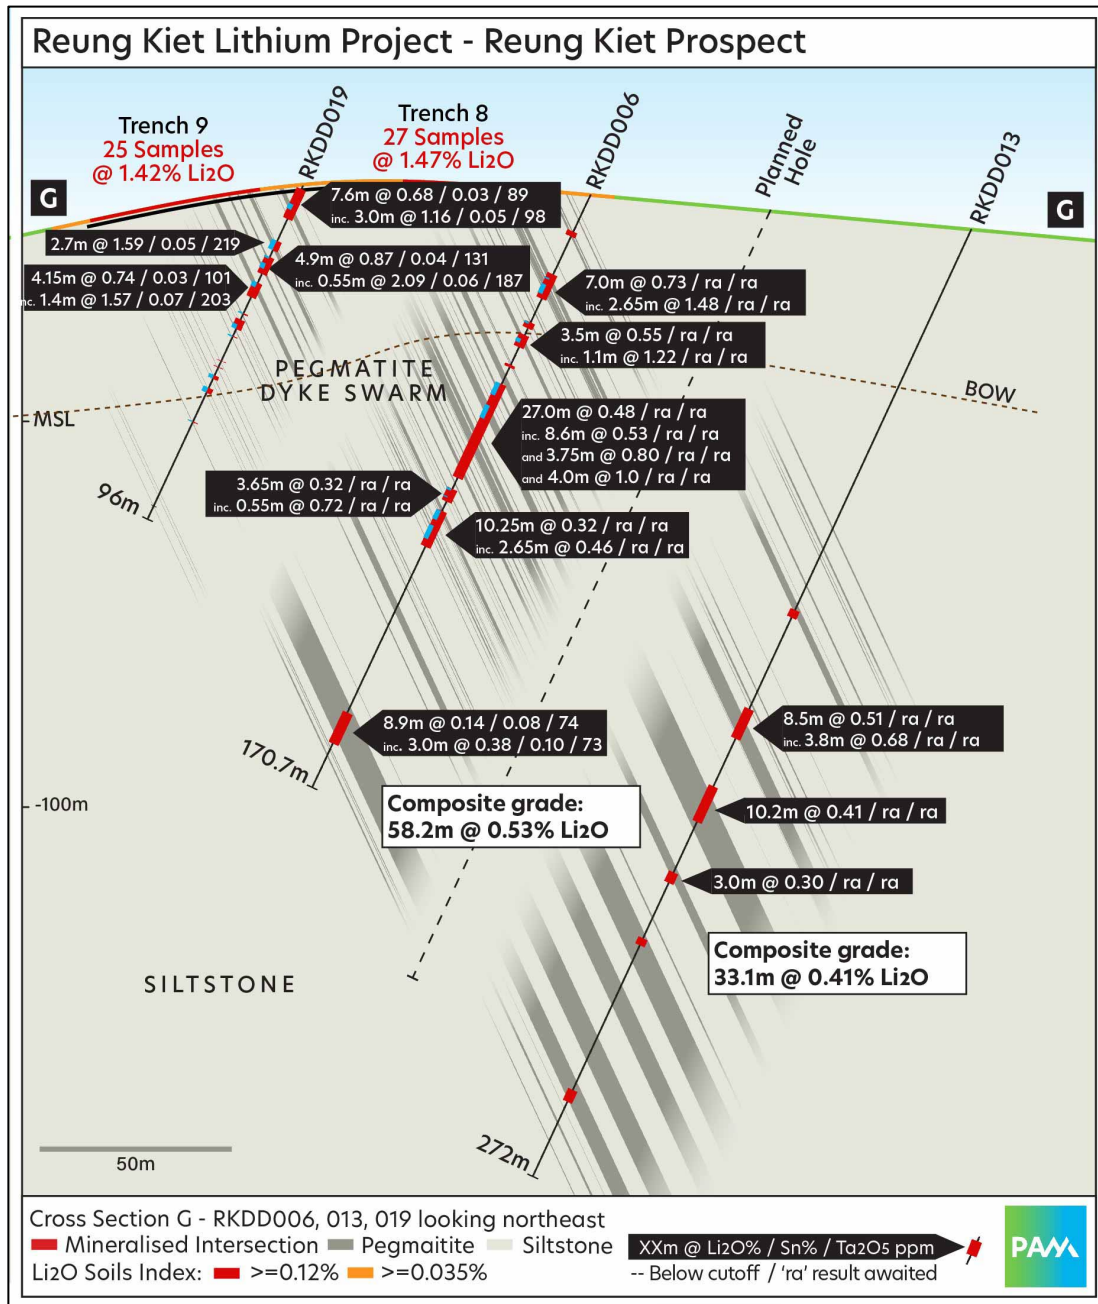 Reung Kiet Lithium Project - Reung Kiet Prospect
Trench 9
25 Samples
@ 1.42% Li2O
RKDD019
Trench 8
27 Samples
@ 1.47% Li2O
RKDD006
Planned
Hole
RKDD013
G
G
7.6m @ 0.68 / 0.03 / 89
inc. 3.0m @ 1.16 / 0.05 / 98
2.7m @ 1.59 / 0.05 / 219
4.9m @ 0.87 / 0.04 / 131
inc. 0.55m @ 2.09 / 0.06 / 187
4.15m @ 0.74 / 0.03 / 101
nc. 1.4m @ 1.57 / 0.07 / 203
7.0m @ 0.73 / ra / ra
inc. 2.65m @ 1.48 / ra / ra
3.5m @ 0.55 / ra / ra
inc. 1.1m @ 1.22 / ra / ra
PEGMATITE
DYKE SWARM
BOW
MSL
27.0m @ 0.48 / ra / ra
inc. 8.6m @ 0.53 / ra / ra
and 3.75m @ 0.80 / ra / ra
and 4.0m @ 1.0 / ra / ra
96m
3.65m @ 0.32 / ra / ra
inc. 0.55m @ 0.72 / ra / ra
10.25m @ 0.32 / ra / ra
inc. 2.65m @ 0.46 / ra / ra
8.9m @ 0.14 / 0.08 / 74
inc. 3.0m @ 0.38 / 0.10 / 73
8.5m @ 0.51 / ra / ra
inc. 3.8m @ 0.68 / ra / ra
170.7m
-100m
Composite grade:
58.2m @ 0.53% Li2O
10.2m @ 0.41 / ra / ra
3.0m @ 0.30 / ra / ra
Composite grade:
33.1m @ 0.41% Li2O
SILTSTONE
272m
50m
Cross Section G - RKDD006, 013, 019 looking northeast
Mineralised Intersection
Pegmaitite
Siltstone
Li2O Soils Index:
>=0.12%
>=0.035%
XXm @ Li2O% / Sn% / Ta2O5 ppm
-- Below cutoff / 'ra' result awaited
PAM